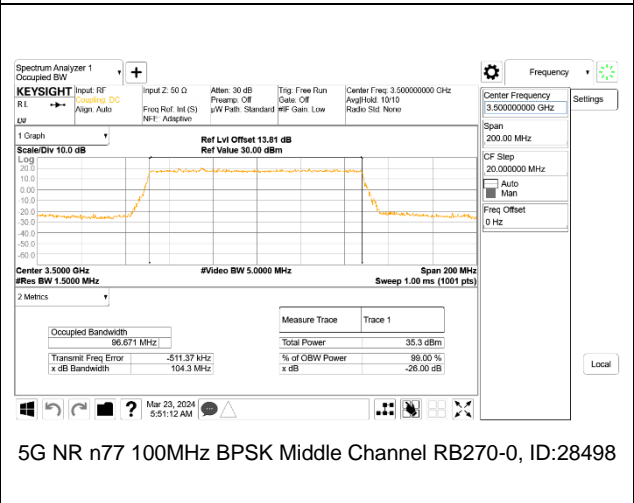 Spectrum Analyzer 1
Occupied BW
Frequency
KEYSIGHT
RL
Input: RF
Coupling: DC
Align: Auto
Input Z: 50 Ω
Freq Ref: Int (S)
NFE: Adaptive
Atten: 30 dB
Preamp: Off
µW Path: Standard
Trig: Free Run
Gate: Off
#IF Gain: Low
Center Freq: 3.500000000 GHz
Avg|Hold: 10/10
Radio Std: None
Center Frequency
3.500000000 GHz
Settings
Span
200.00 MHz
CF Step
20.000000 MHz
Auto
Man
Freq Offset
0 Hz
1 Graph
Scale/Div 10.0 dB
Ref Lvl Offset 13.81 dB
Ref Value 30.00 dBm
Log
20.0
10.0
0.00
-10.0
-20.0
-30.0
-40.0
-50.0
-60.0
Center 3.5000 GHz
#Res BW 1.5000 MHz
#Video BW 5.0000 MHz
Span 200 MHz
Sweep 1.00 ms (1001 pts)
2 Metrics
Measure Trace Trace 1
Occupied Bandwidth
96.671 MHz
Total Power 35.3 dBm
Transmit Freq Error -511.37 kHz
% of OBW Power 99.00 %
x dB Bandwidth 104.3 MHz
x dB -26.00 dB
Local
?
Mar 23, 2024
5:51:12 AM
5G NR n77 100MHz BPSK Middle Channel RB270-0, ID:28498